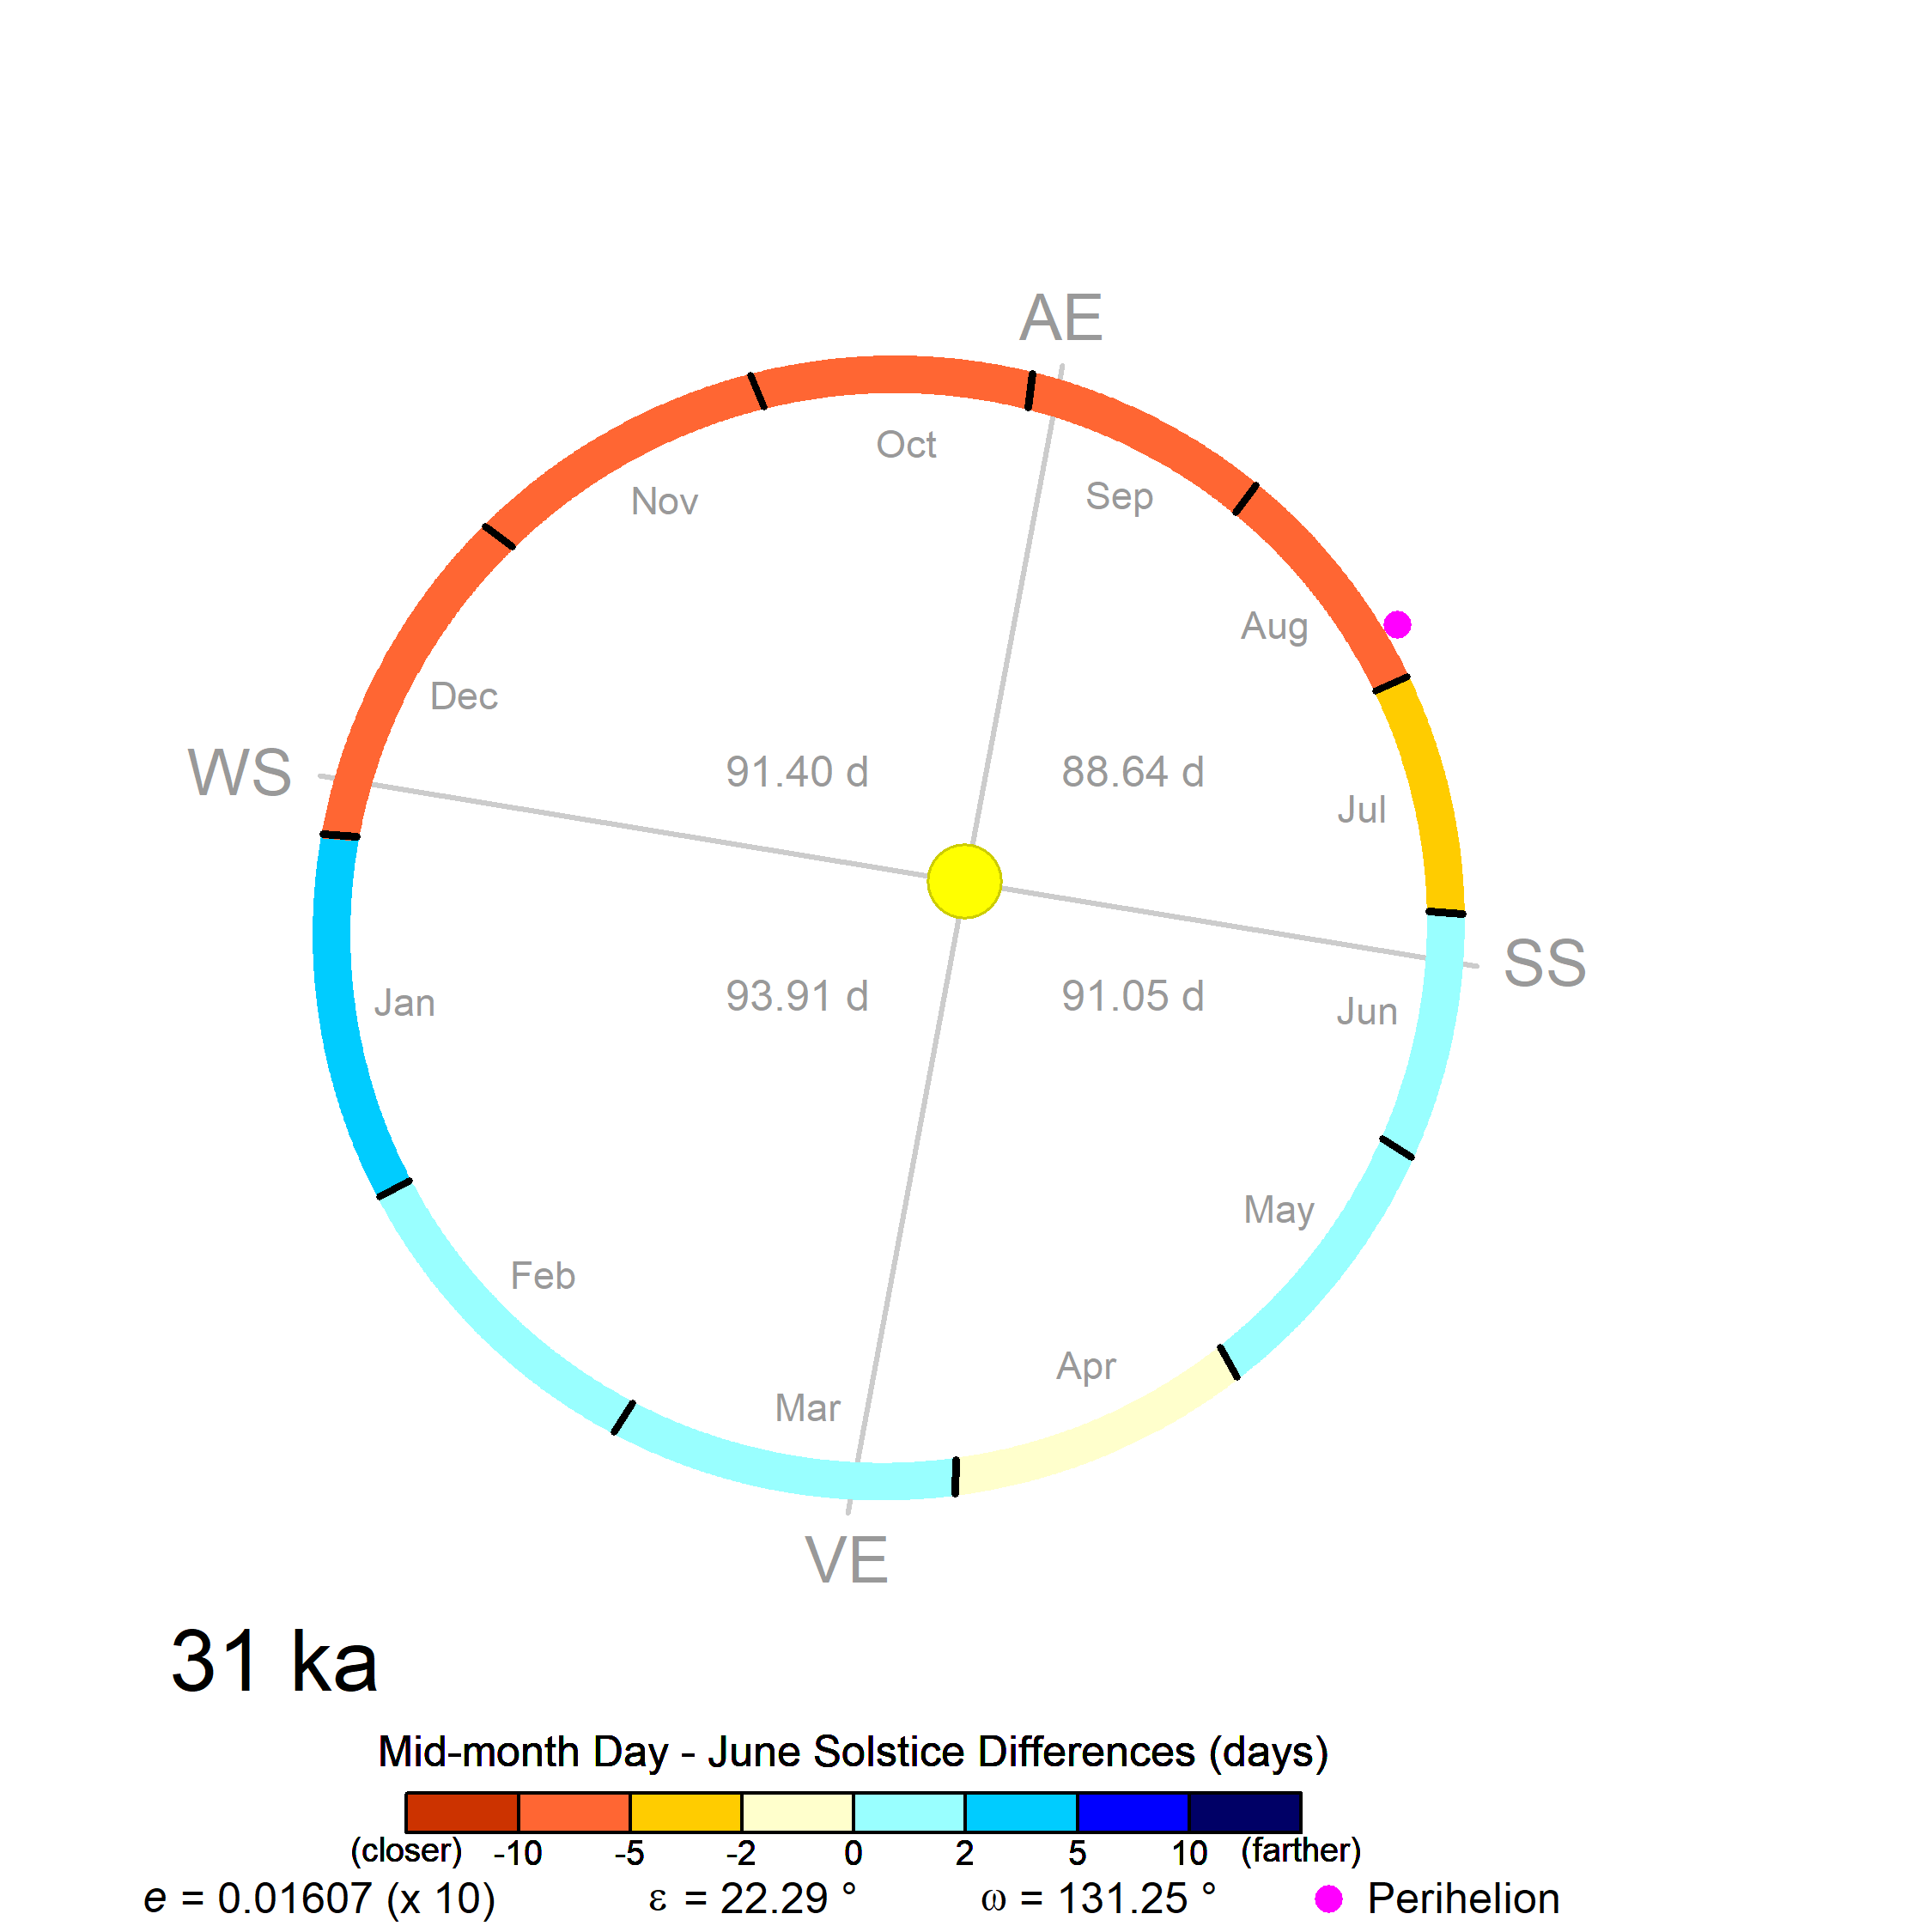 AE
Oct
Sep
Nov
Aug
Dec
WS
91.40 d
88.64 d
Jul
SS
93.91 d
91.05 d
Jan
Jun
May
Feb
Apr
Mar
VE
31 ka
Mid-month Day - June Solstice Differences (days)
(closer) -10 -5 -2 0 2 5 10 (farther)
e = 0.01607 (x 10) ε = 22.29 ° ω = 131.25 ° Perihelion